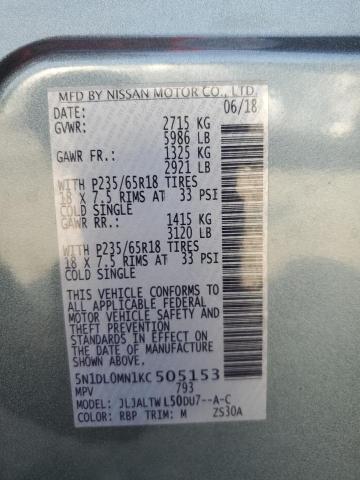 MFD BY NISSAN MOTOR CO., LTD.
DATE: 06/18
GVWR: 2715 KG
5986 LB
GAWR FR.: 1325 KG
2921 LB
WITH P235/65R18 TIRES
18 X 7.5 RIMS AT 33 PSI
COLD SINGLE
GAWR RR.: 1415 KG
3120 LB
WITH P235/65R18 TIRES
18 X 7.5 RIMS AT 33 PSI
COLD SINGLE
THIS VEHICLE CONFORMS TO
ALL APPLICABLE FEDERAL
MOTOR VEHICLE SAFETY AND
THEFT PREVENTION
STANDARDS IN EFFECT ON
THE DATE OF MANUFACTURE
SHOWN ABOVE.
5N1DL0MN1KC 505153
MPV 793
MODEL: JLJALTW L50DU7--A-C
COLOR: RBP TRIM: M ZS30A